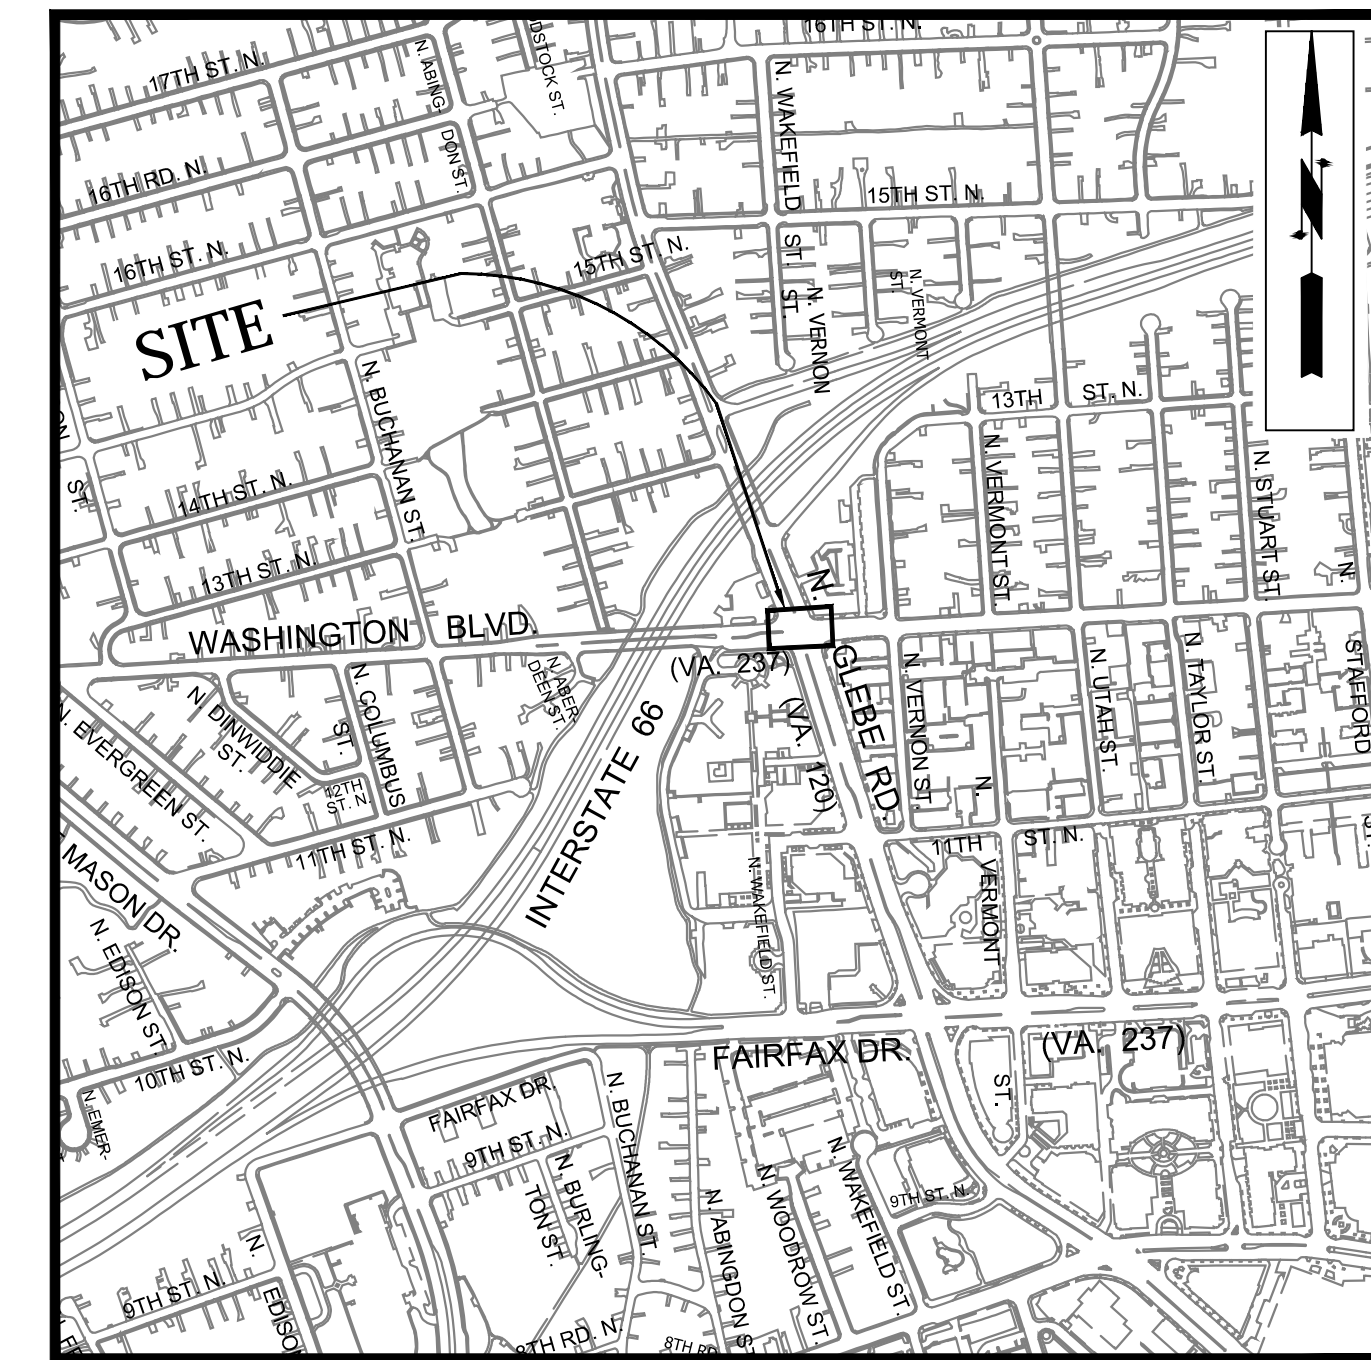 16TH ST. N.
17TH ST. N.
N. ABING-
DON ST.
DSTOCK ST.
N. WAKEFIELD ST.
16TH RD. N.
15TH ST. N.
16TH ST. N.
15TH ST. N.
ST.
N. VERNON
N. VERMONT
ST.
N
SITE
N. BUCHANAN ST.
13TH ST. N.
ON
ST.
14TH ST. N.
N. VERMONT ST.
N. STUART ST.
N.
STAFFORD
13TH ST. N.
N. GLEBE RD.
(VA. 120)
WASHINGTON BLVD.
(VA. 237)
N. ABER-
DEEN ST.
N. COLUMBUS
ST.
N. DINWIDDIE
ST.
N. EVERGREEN ST.
12TH
ST. N.
11TH ST. N.
INTERSTATE 66
N. VERNON ST.
N. UTAH ST.
N. TAYLOR ST.
N.
VERMONT
ST.
11TH ST. N.
N. WAKEFIELD ST.
MASON DR.
N. EDISON ST.
10TH ST. N.
N. EMER-
FAIRFAX DR.
(VA. 237)
FAIRFAX DR.
9TH ST. N.
N. BURLING-
TON ST.
N. BUCHANAN ST.
N. ABINGDON S
N. WOODROW ST
N. WAKEFIELD ST.
9TH ST. N.
N.
EDISO
9TH ST. N.
8TH RD. N.
8TH RD